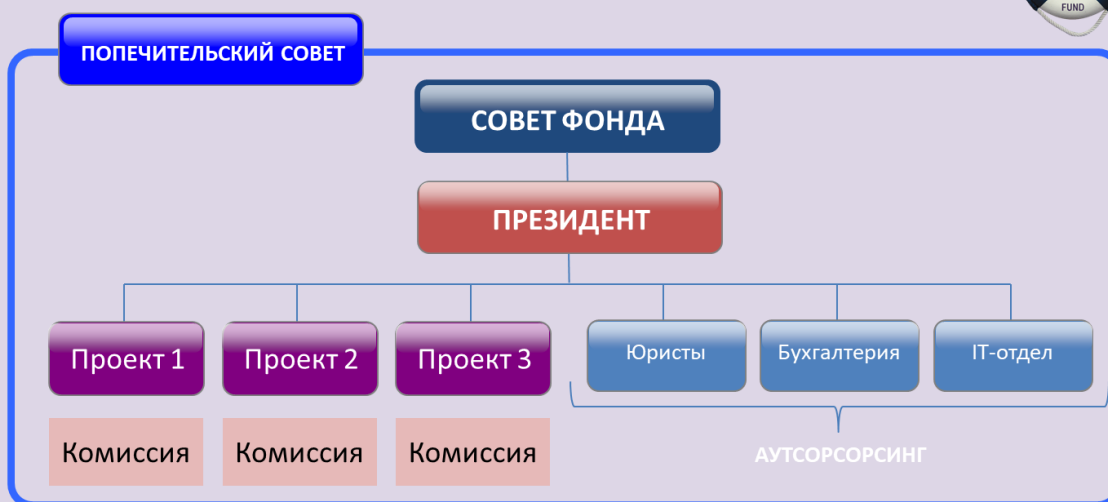 FUND
ПОПЕЧИТЕЛЬСКИЙ СОВЕТ
СОВЕТ ФОНДА
ПРЕЗИДЕНТ
Проект 1
Проект 2
Проект 3
Юристы
Бухгалтерия
IT-отдел
Комиссия
Комиссия
Комиссия
АУТСОРСОРСИНГ